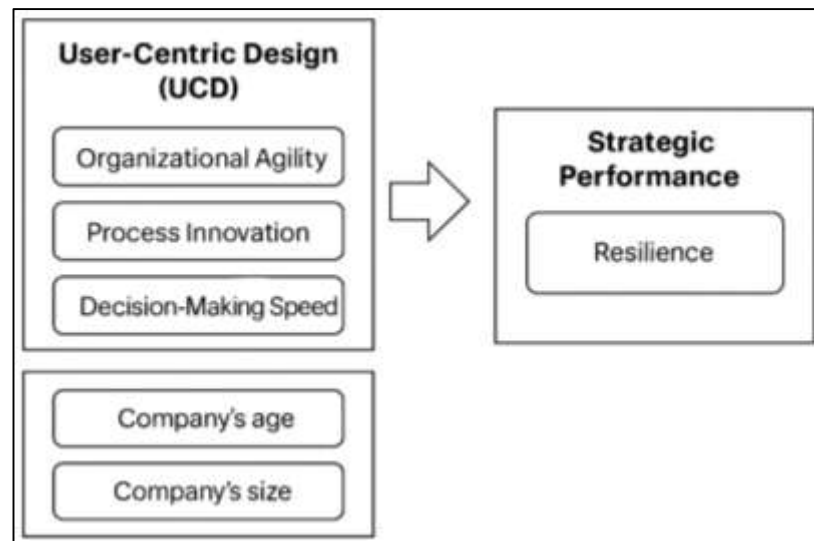 User-Centric Design
(UCD)
Organizational Agility
Process Innovation
Decision-Making Speed
Company's age
Company's size
Strategic
Performance
Resilience